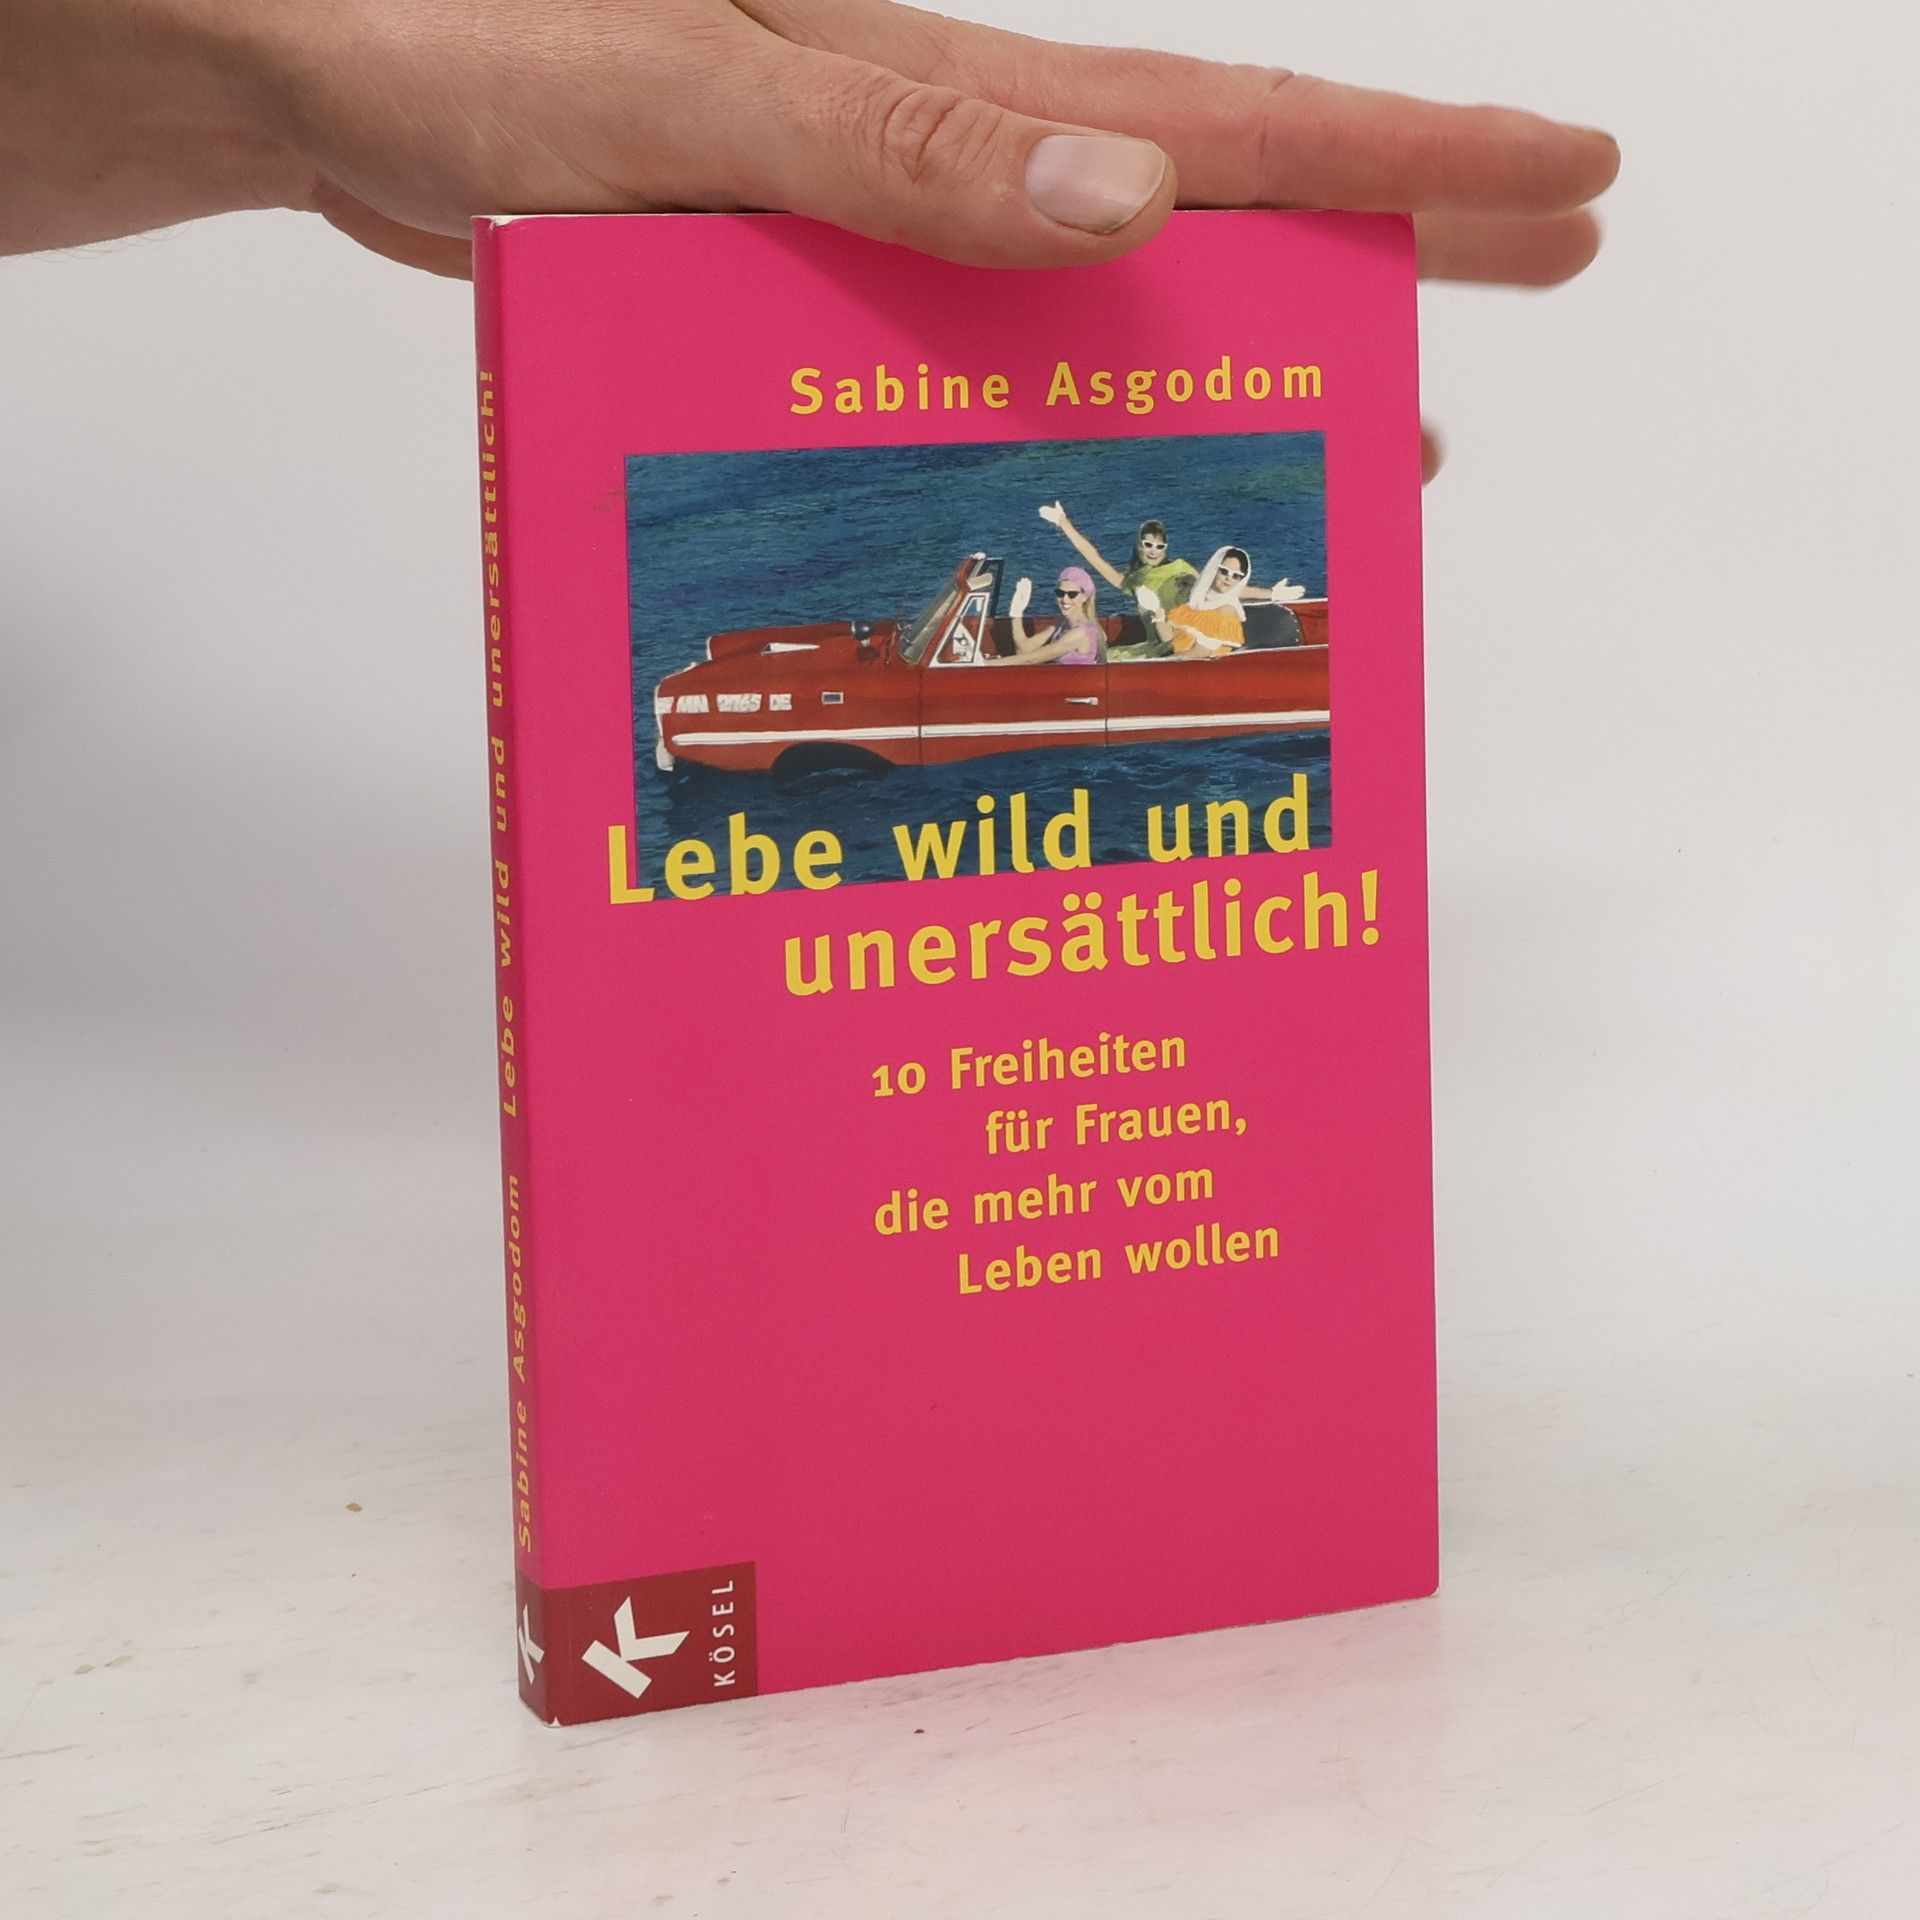 Sabine Asgodom
Lebe wild und
unersättlich!
10 Freiheiten
für Frauen,
die mehr vom
Leben wollen
K
KÖSEL
Sabine Asgodom Lebe wild und unersättlich!
K